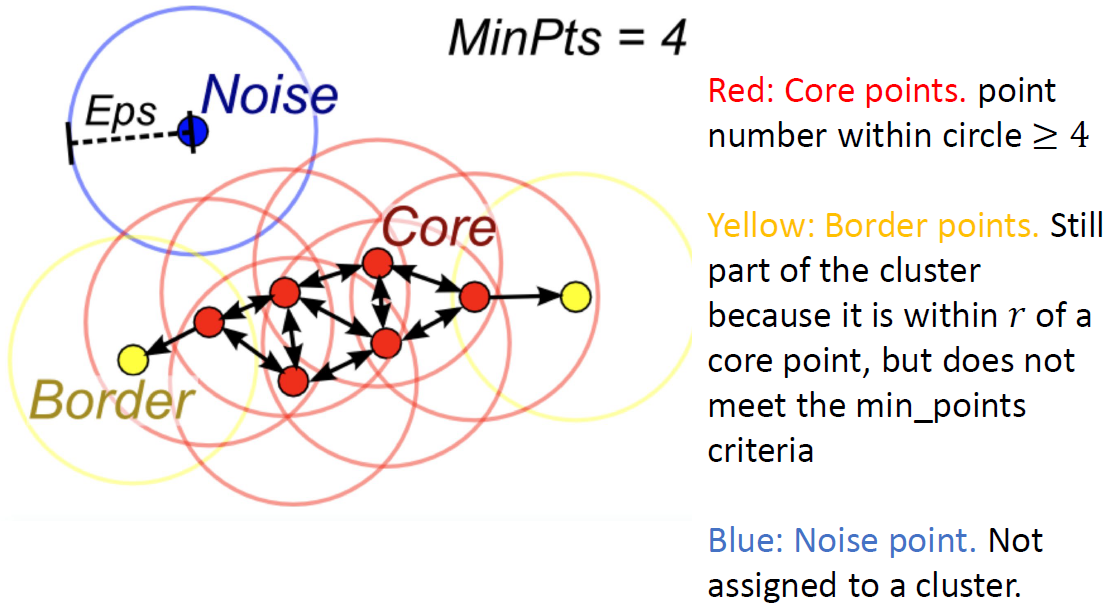 MinPts = 4
Noise
Eps
Core
Border
Red: Core points. point
number within circle ≥ 4
Yellow: Border points. Still
part of the cluster
because it is within r of a
core point, but does not
meet the min_points
criteria
Blue: Noise point. Not
assigned to a cluster.